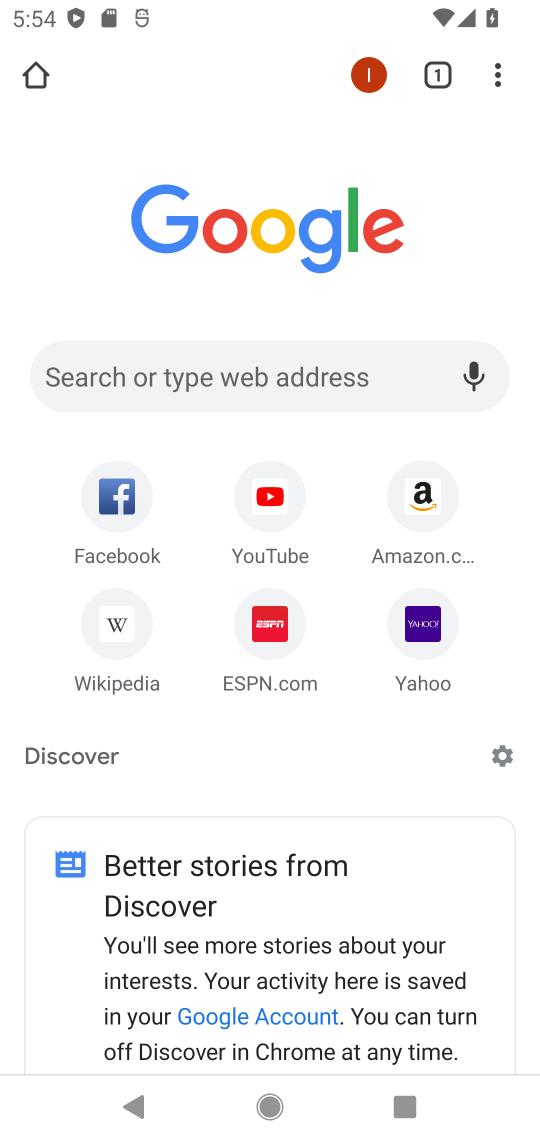 5:54
I
1
Google
Search or type web address
Facebook
YouTube
Amazon.c...
W
Wikipedia
ESPN
ESPN.com
YAHOO!
Yahoo
Discover
Better stories from
Discover
You'll see more stories about your
interests. Your activity here is saved
in your Google Account. You can turn
off Discover in Chrome at any time.